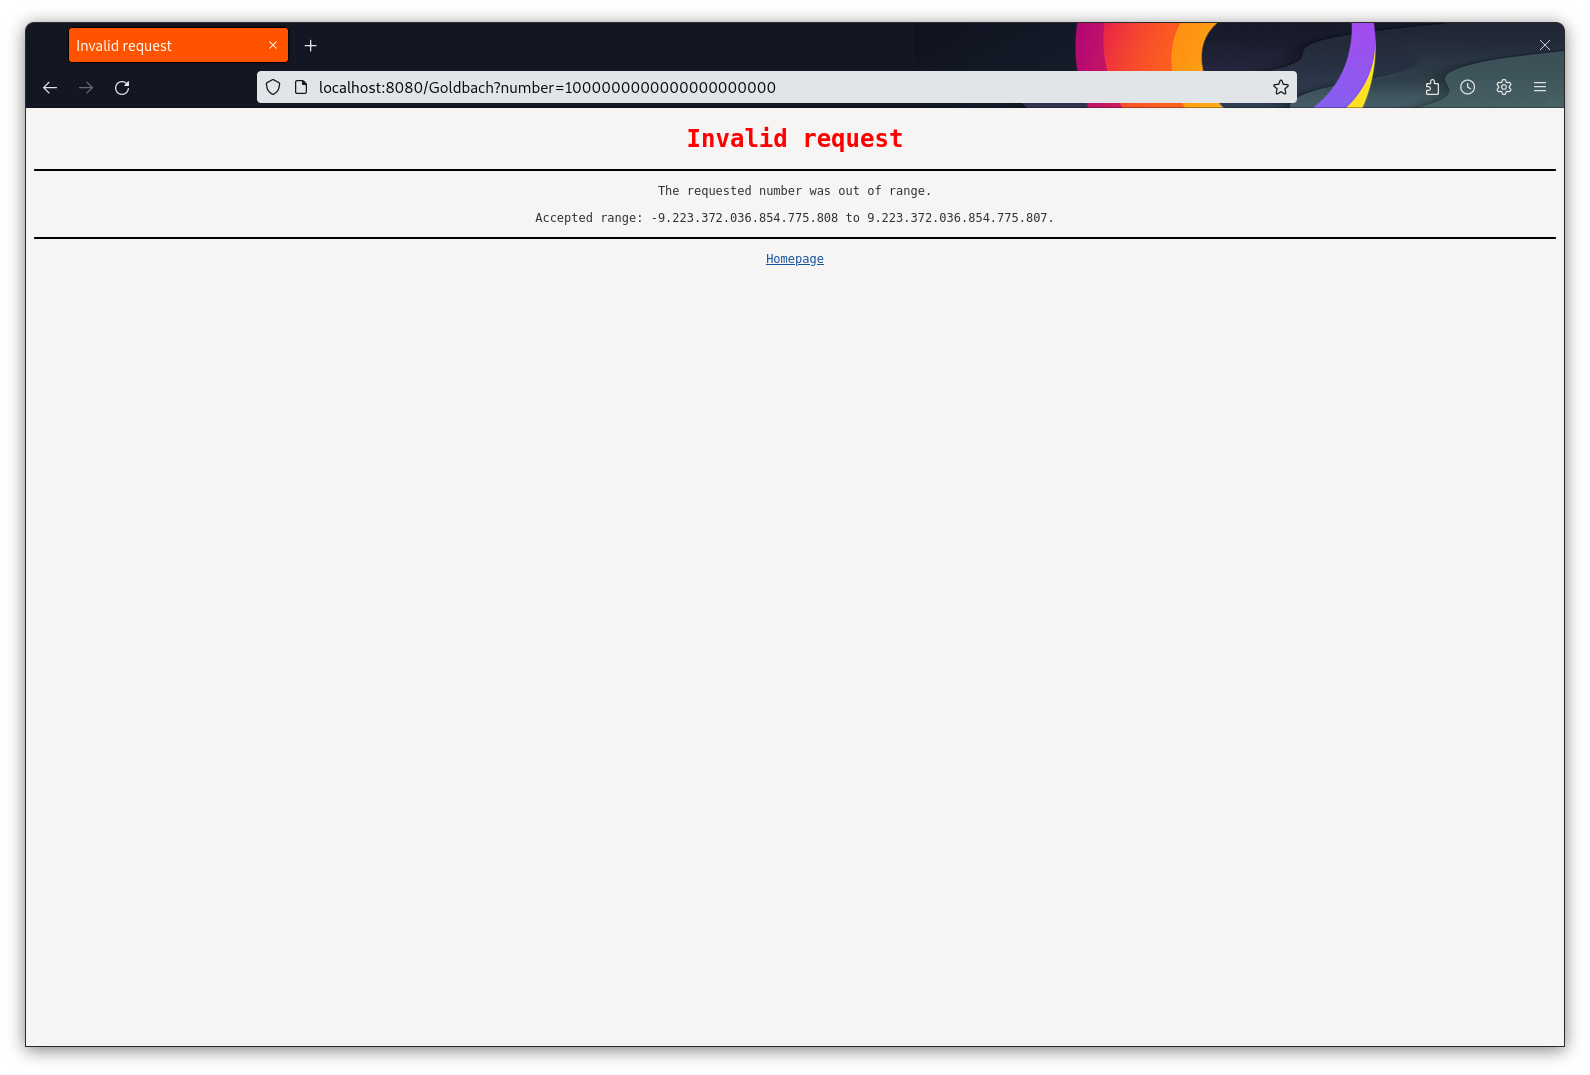 Invalid request
localhost:8080/Goldbach?number=10000000000000000000000
Invalid request
The requested number was out of range.
Accepted range: -9.223.372.036.854.775.808 to 9.223.372.036.854.775.807.
Homepage